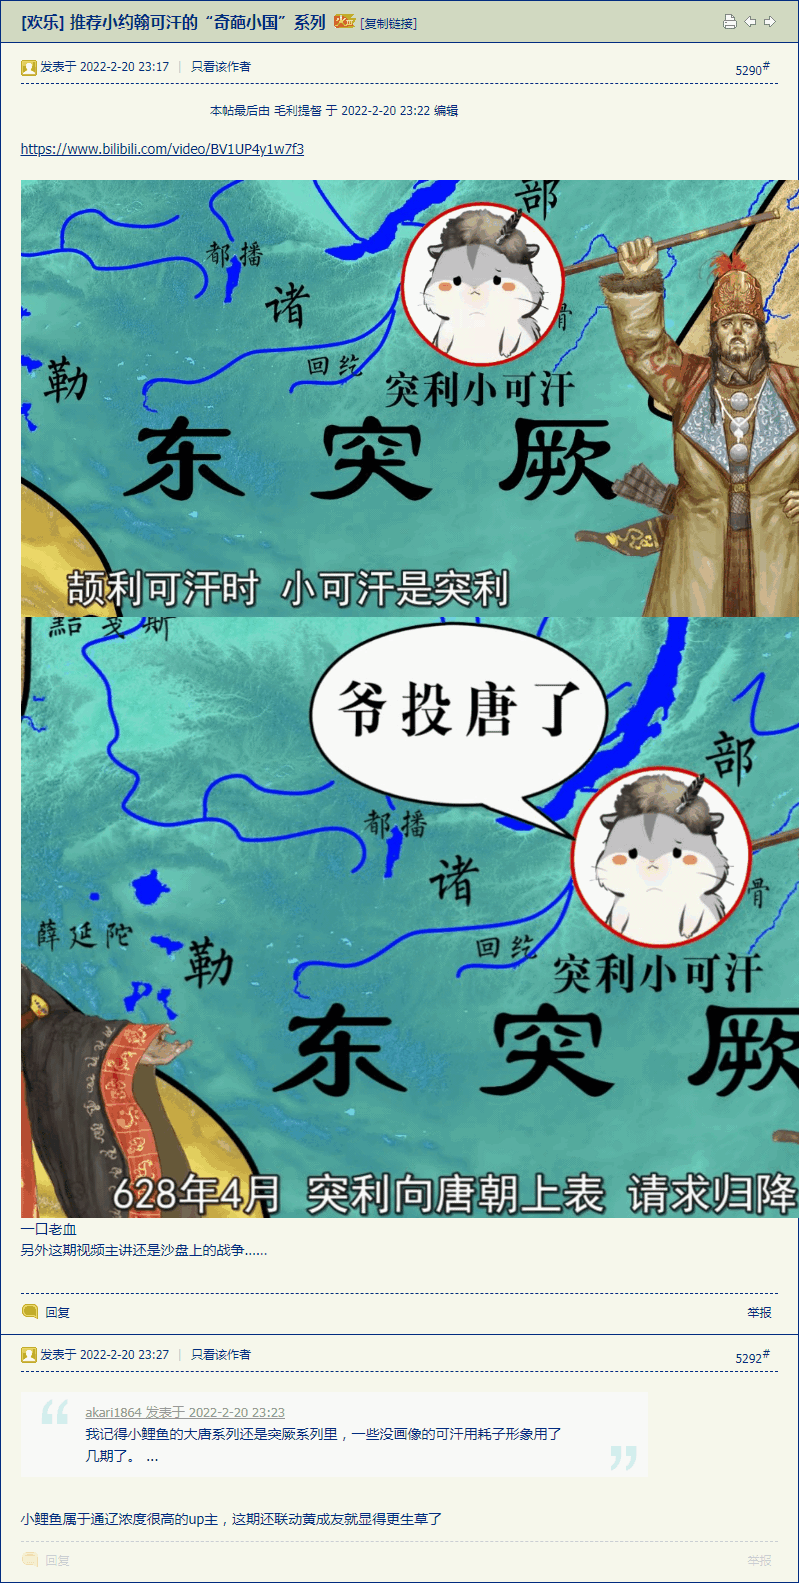 [欢乐] 推荐小约翰可汗的“奇葩小国”系列 火 [复制链接]
发表于 2022-2-20 23:17 | 只看该作者
5290#
本帖最后由 毛利提督 于 2022-2-20 23:22 编辑
https://www.bilibili.com/video/BV1UP4y1w7f3
部
都播
诸
骨
回纥
勒
突利小可汗
东突厥
颉利可汗时 小可汗是突利
黠戛斯
爷投唐了
部
都播
诸
骨
薛延陀
回纥
勒
突利小可汗
东突厥
628年4月 突利向唐朝上表 请求归降
一口老血
另外这期视频主讲还是沙盘上的战争......
回复
举报
发表于 2022-2-20 23:27 | 只看该作者
5292#
akari1864 发表于 2022-2-20 23:23
我记得小鲤鱼的大唐系列还是突厥系列里，一些没画像的可汗用耗子形象用了
几期了。 ...
小鲤鱼属于通辽浓度很高的up主，这期还联动黄成友就显得更生草了
回复
举报